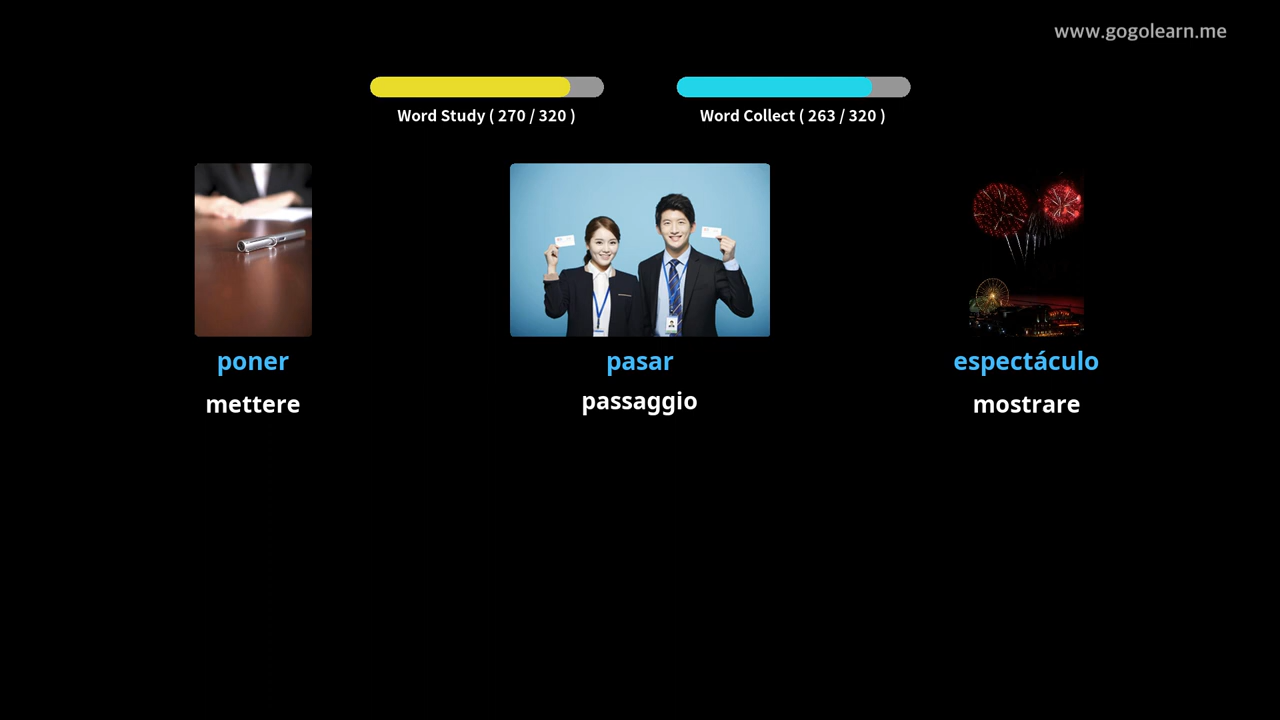 www.gogolearn.me
Word Study ( 270 / 320 )
Word Collect ( 263 / 320 )
poner
pasar
espectáculo
mettere
passaggio
mostrare